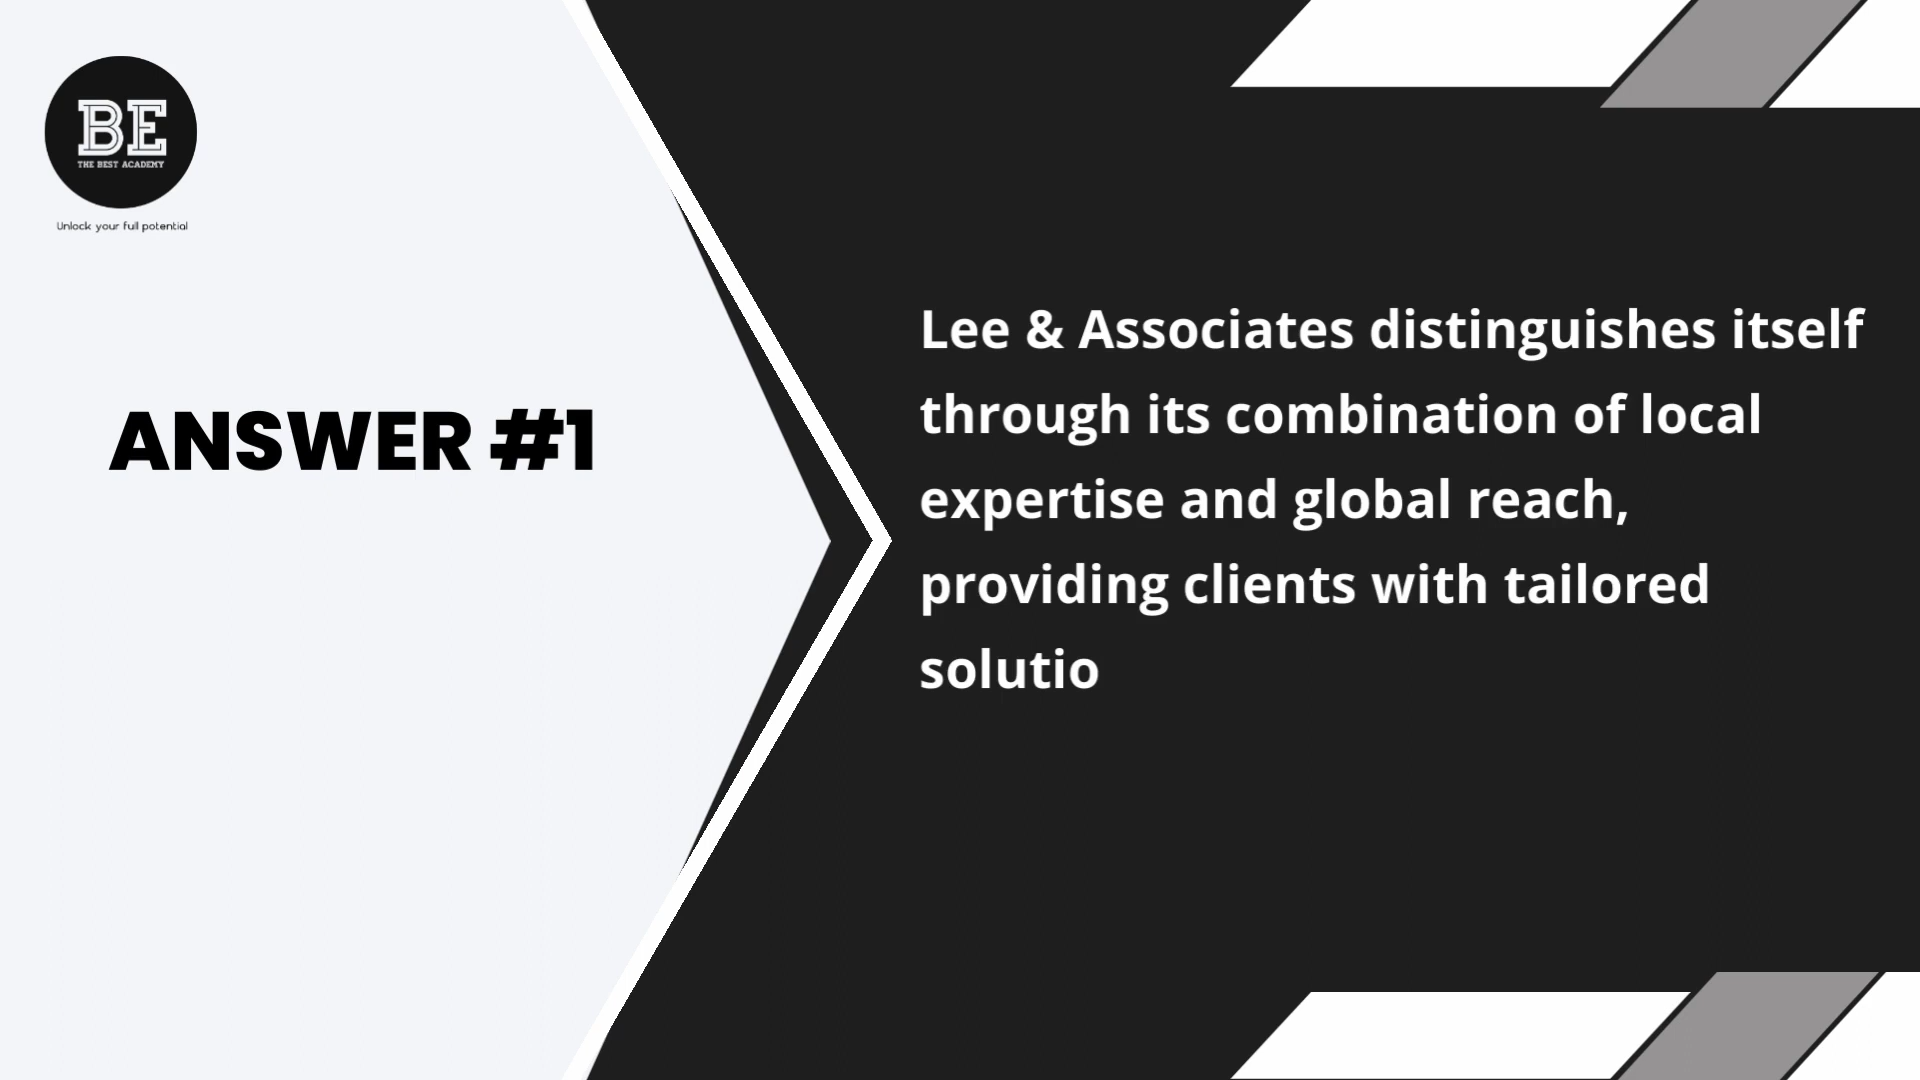 BE
THE BEST ACADEMY
Unlock your full potential
ANSWER #1
Lee & Associates distinguishes itself
through its combination of local
expertise and global reach,
providing clients with tailored
solutio